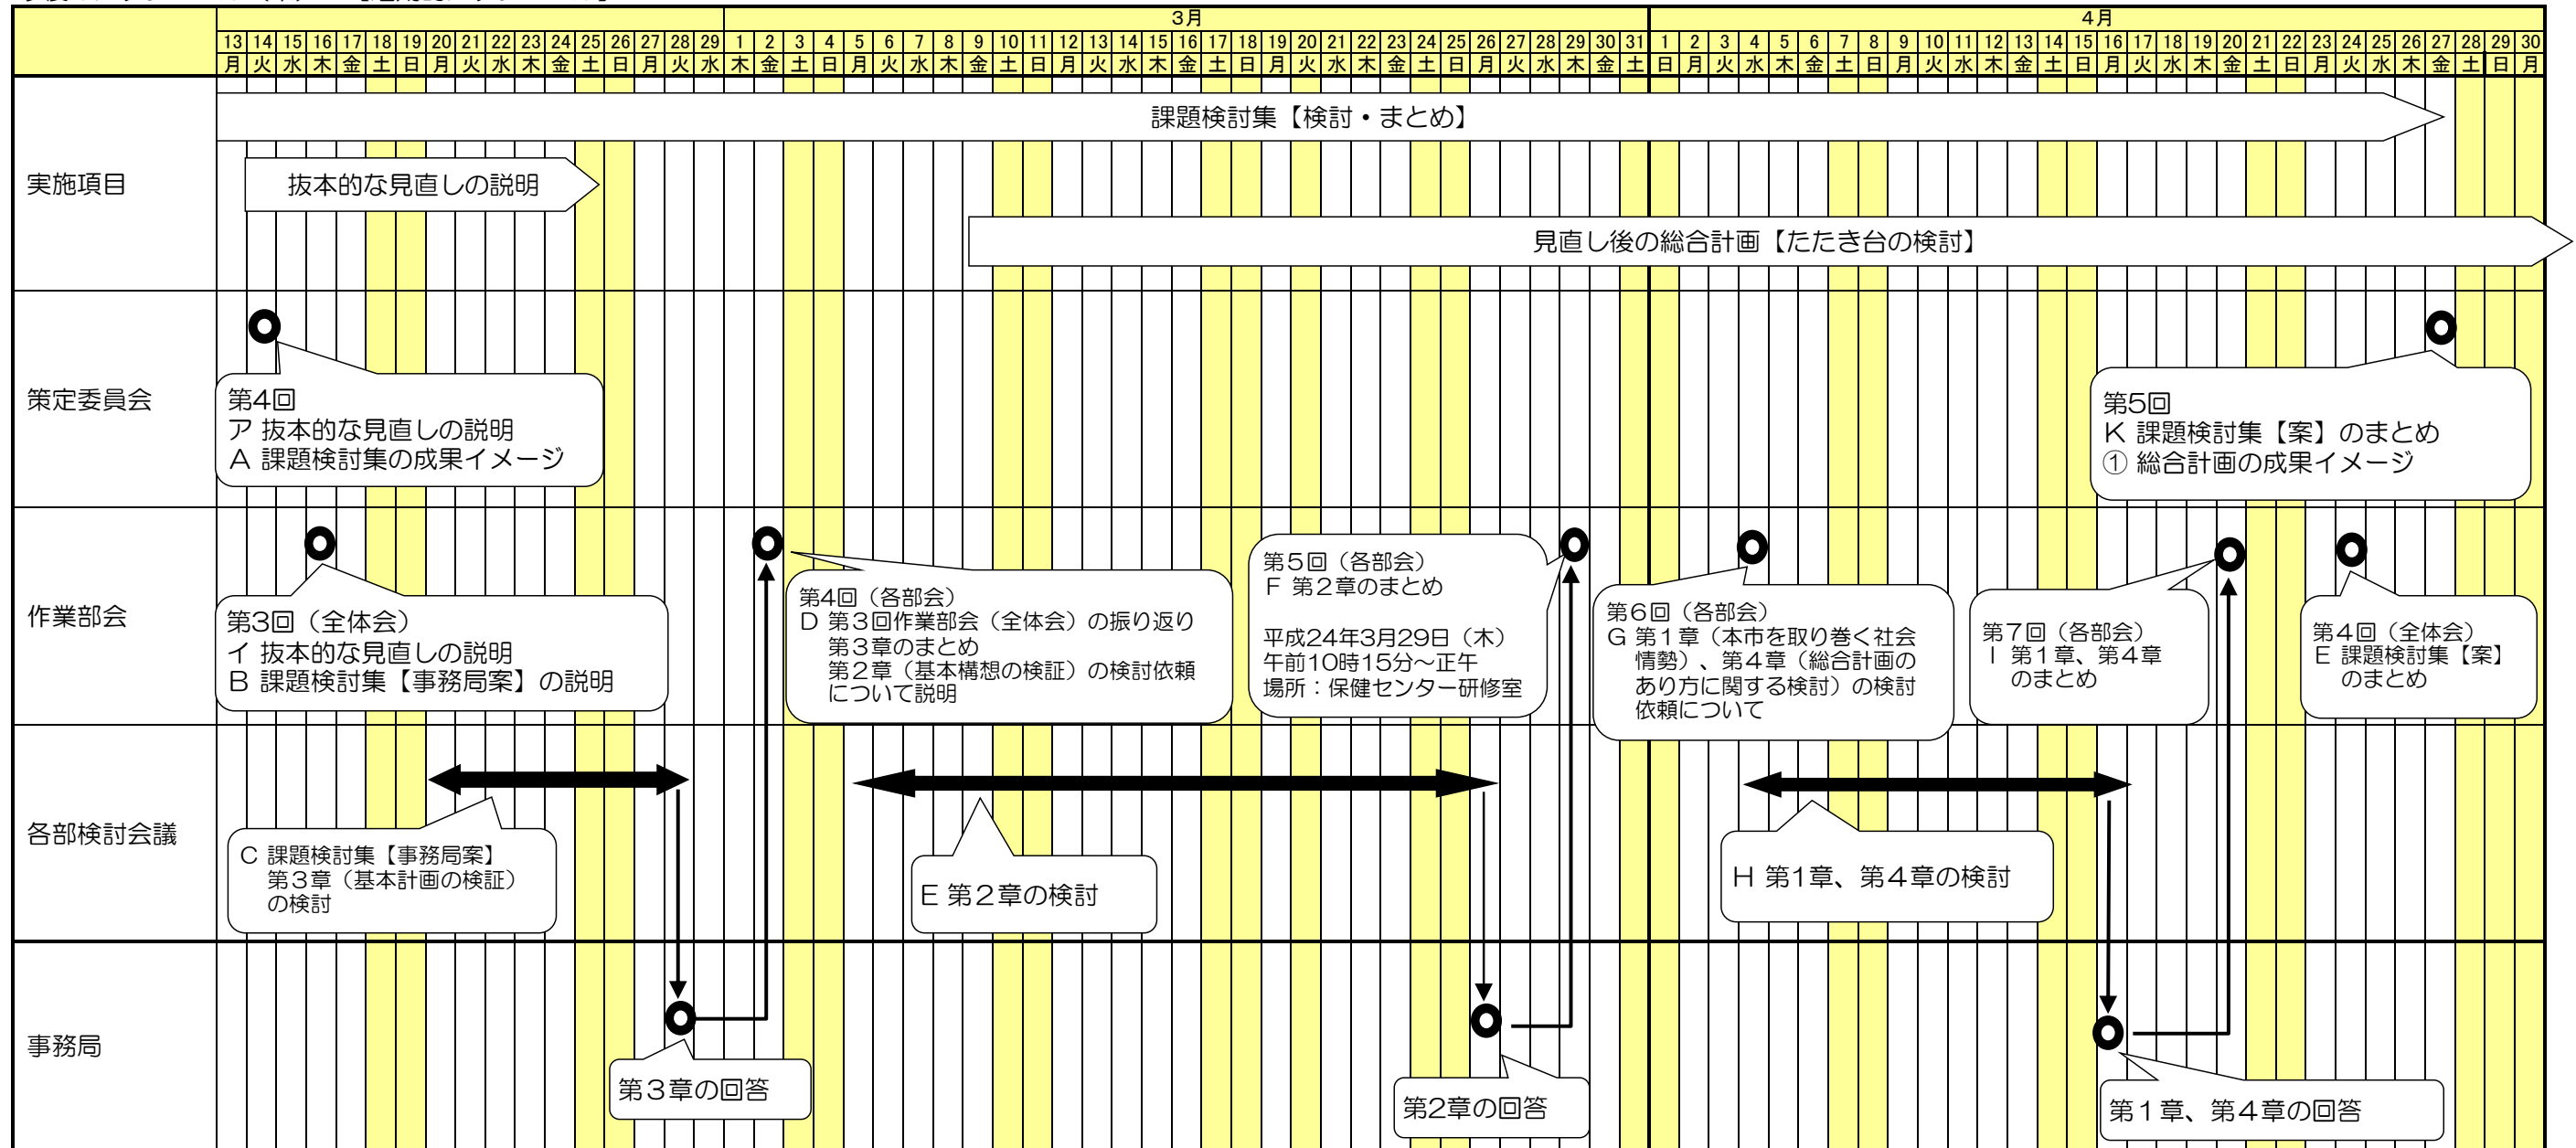 3月
4月
13 14 15 16 17 18 19 20 21 22 23 24 25 26 27 28 29 1 2 3 4 5 6 7 8 9 10 11 12 13 14 15 16 17 18 19 20 21 22 23 24 25 26 27 28 29 30 31 1 2 3 4 5 6 7 8 9 10 11 12 13 14 15 16 17 18 19 20 21 22 23 24 25 26 27 28 29 30
月 火 水 木 金 土 日 月 火 水 木 金 土 日 月 火 水 木 金 土 日 月 火 水 木 金 土 日 月 火 水 木 金 土 日 月 火 水 木 金 土 日 月 火 水 木 金 土 日 月 火 水 木 金 土 日 月 火 水 木 金 土 日 月 火 水 木 金 土 日 月 火 水 木 金 土 日 月
実施項目
課題検討集【検討・まとめ】
抜本的な見直しの説明
見直し後の総合計画【たたき台の検討】
策定委員会
第4回
ア 抜本的な見直しの説明
A 課題検討集の成果イメージ
第5回
K 課題検討集【案】のまとめ
① 総合計画の成果イメージ
作業部会
第3回（全体会）
イ 抜本的な見直しの説明
B 課題検討集【事務局案】の説明
第4回（各部会）
D 第３回作業部会（全体会）の振り返り
第３章のまとめ
第２章（基本構想の検証）の検討依頼
について説明
第５回（各部会）
F 第２章のまとめ
平成24年3月29日（木）
午前10時15分～正午
場所：保健センター研修室
第６回（各部会）
G 第１章（本市を取り巻く社会
情勢）、第４章（総合計画の
あり方に関する検討）の検討
依頼について
第７回（各部会）
I 第１章、第４章
のまとめ
第４回（全体会）
E 課題検討集【案】
のまとめ
各部検討会議
C 課題検討集【事務局案】
第３章（基本計画の検証）
の検討
E 第２章の検討
H 第1章、第４章の検討
事務局
第３章の回答
第2章の回答
第１章、第４章の回答